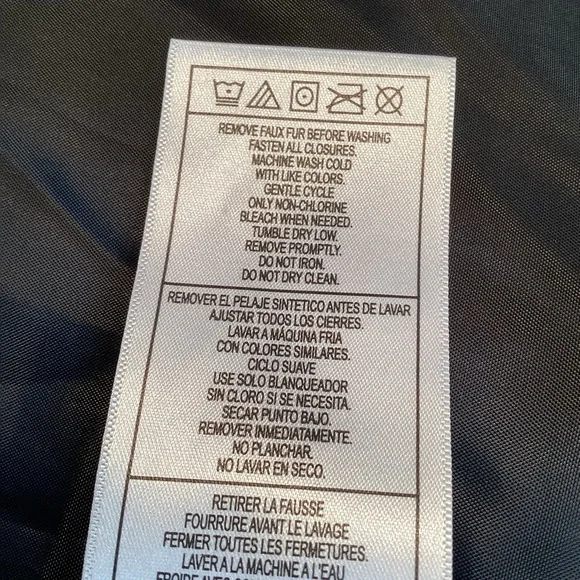 REMOVE FAUX FUR BEFORE WASHING
FASTEN ALL CLOSURES.
MACHINE WASH COLD
WITH LIKE COLORS.
GENTLE CYCLE
ONLY NON-CHLORINE
BLEACH WHEN NEEDED.
TUMBLE DRY LOW.
REMOVE PROMPTLY.
DO NOT IRON.
DO NOT DRY CLEAN.
REMOVER EL PELAJE SINTETICO ANTES DE LAVAR
AJUSTAR TODOS LOS CIERRES.
LAVAR A MÁQUINA FRIA
CON COLORES SIMILARES.
CICLO SUAVE
USE SOLO BLANQUEADOR
SIN CLORO SI SE NECESITA.
SECAR PUNTO BAJO.
REMOVER INMEDIATAMENTE.
NO PLANCHAR.
NO LAVAR EN SECO.
RETIRER LA FAUSSE
FOURRURE AVANT LE LAVAGE
FERMER TOUTES LES FERMETURES.
LAVER A LA MACHINE A L'EAU
FROIDE AVEC